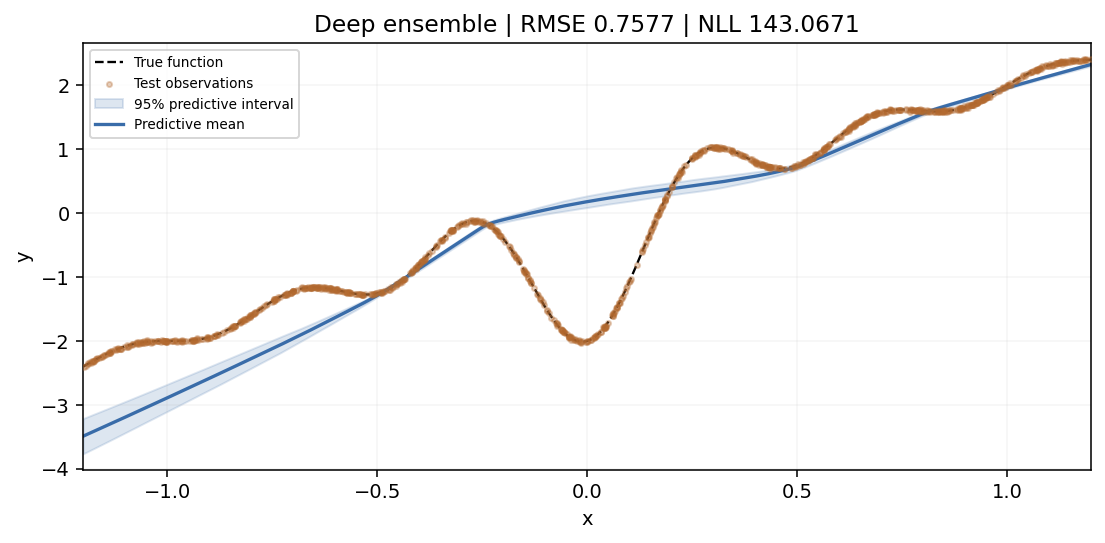 Deep ensemble | RMSE 0.7577 | NLL 143.0671
True function
Test observations
95% predictive interval
Predictive mean
y
2
1
0
−1
−2
−3
−4
−1.0
−0.5
0.0
0.5
1.0
x